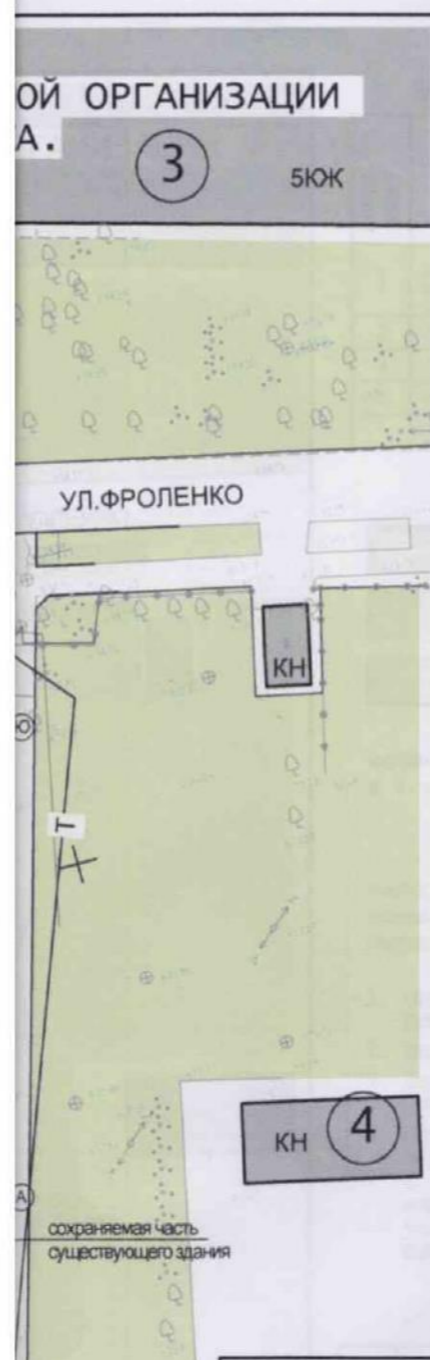 ОЙ ОРГАНИЗАЦИИ
А.
3
5КЖ
УЛ.ФРОЛЕНКО
КН
Т
КН
4
А
сохраняемая часть
существующего здания